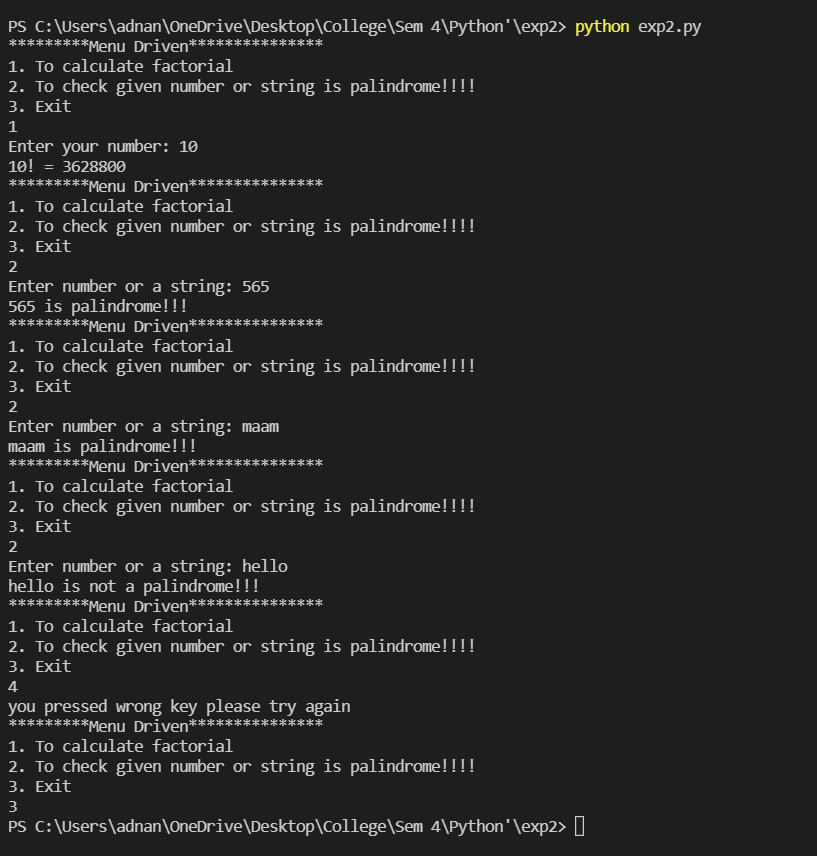 PS C:\Users\adnan\OneDrive\Desktop\College\Sem 4\Python'\exp2> python exp2.py
*********Menu Driven***************
1. To calculate factorial
2. To check given number or string is palindrome!!!!
3. Exit
1
Enter your number: 10
10! = 3628800
*********Menu Driven***************
1. To calculate factorial
2. To check given number or string is palindrome!!!!
3. Exit
2
Enter number or a string: 565
565 is palindrome!!!
*********Menu Driven***************
1. To calculate factorial
2. To check given number or string is palindrome!!!!
3. Exit
2
Enter number or a string: maam
maam is palindrome!!!
*********Menu Driven***************
1. To calculate factorial
2. To check given number or string is palindrome!!!!
3. Exit
2
Enter number or a string: hello
hello is not a palindrome!!!
*********Menu Driven***************
1. To calculate factorial
2. To check given number or string is palindrome!!!!
3. Exit
4
you pressed wrong key please try again
*********Menu Driven***************
1. To calculate factorial
2. To check given number or string is palindrome!!!!
3. Exit
3
PS C:\Users\adnan\OneDrive\Desktop\College\Sem 4\Python'\exp2>